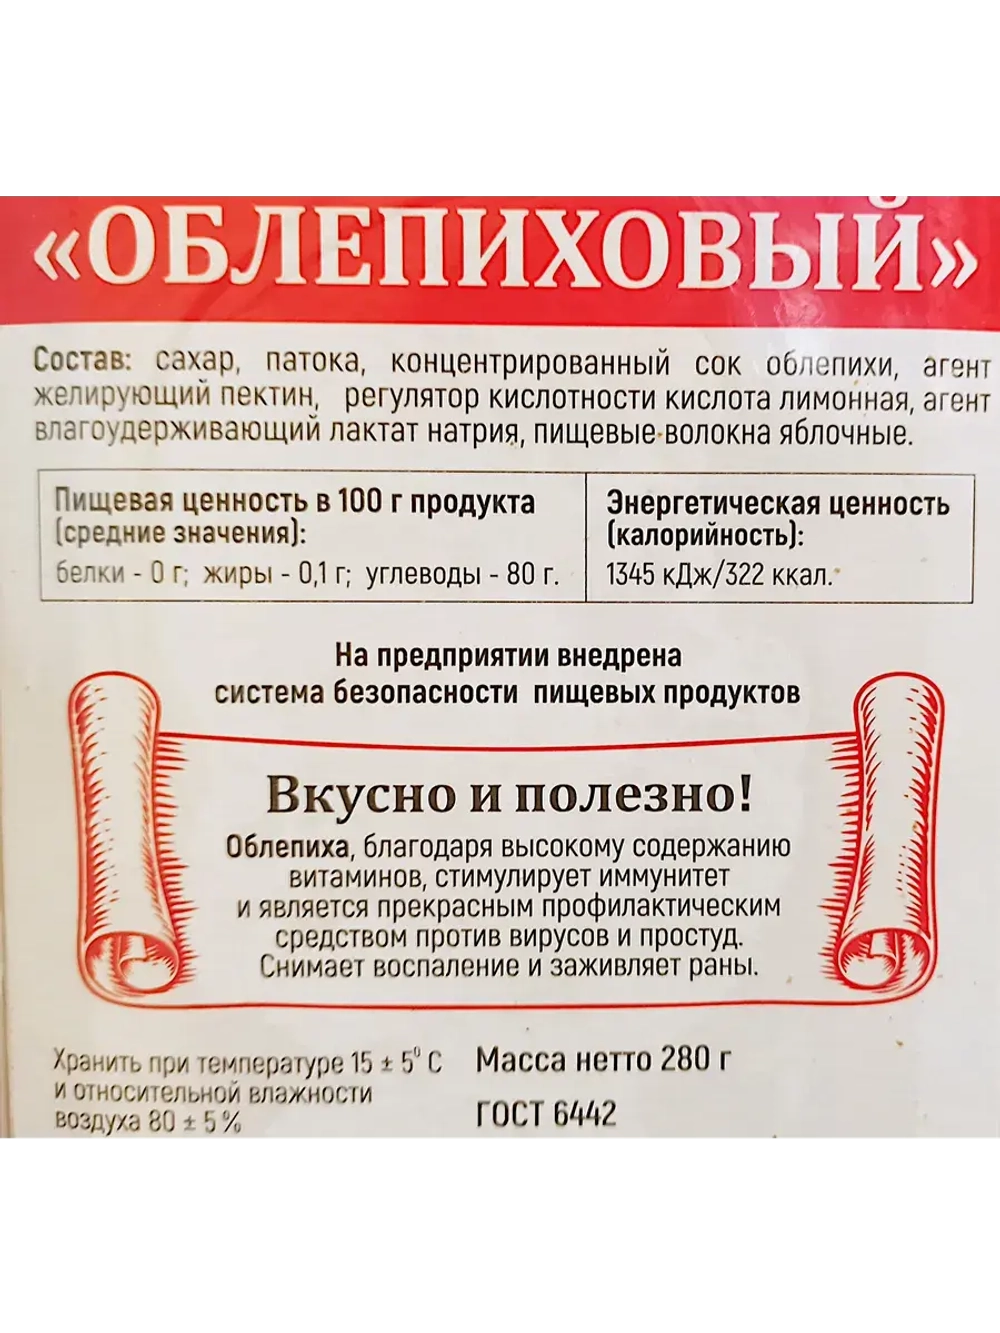 «ОБЛЕПИХОВЫЙ»
Состав: сахар, патока, концентрированный сок облепихи, агент
желирующий пектин, регулятор кислотности кислота лимонная, агент
влагоудерживающий лактат натрия, пищевые волокна яблочные.
Пищевая ценность в 100 г продукта
(средние значения):
белки - 0 г; жиры - 0,1 г; углеводы - 80 г.
Энергетическая ценность
(калорийность):
1345 кДж/322 ккал.
На предприятии внедрена
система безопасности пищевых продуктов
Вкусно и полезно!
Облепиха, благодаря высокому содержанию
витаминов, стимулирует иммунитет
и является прекрасным профилактическим
средством против вирусов и простуд.
Снимает воспаление и заживляет раны.
Хранить при температуре 15 ± 5⁰ С
и относительной влажности
воздуха 80 ± 5 %
Масса нетто 280 г
ГОСТ 6442